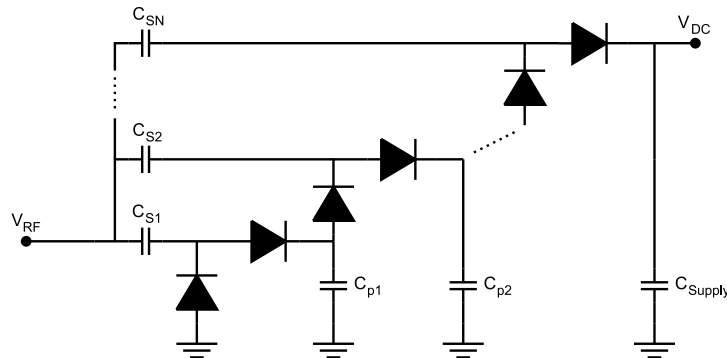 C_SN
V_DC
C_S2
C_S1
V_RF
C_p1
C_p2
C_Supply